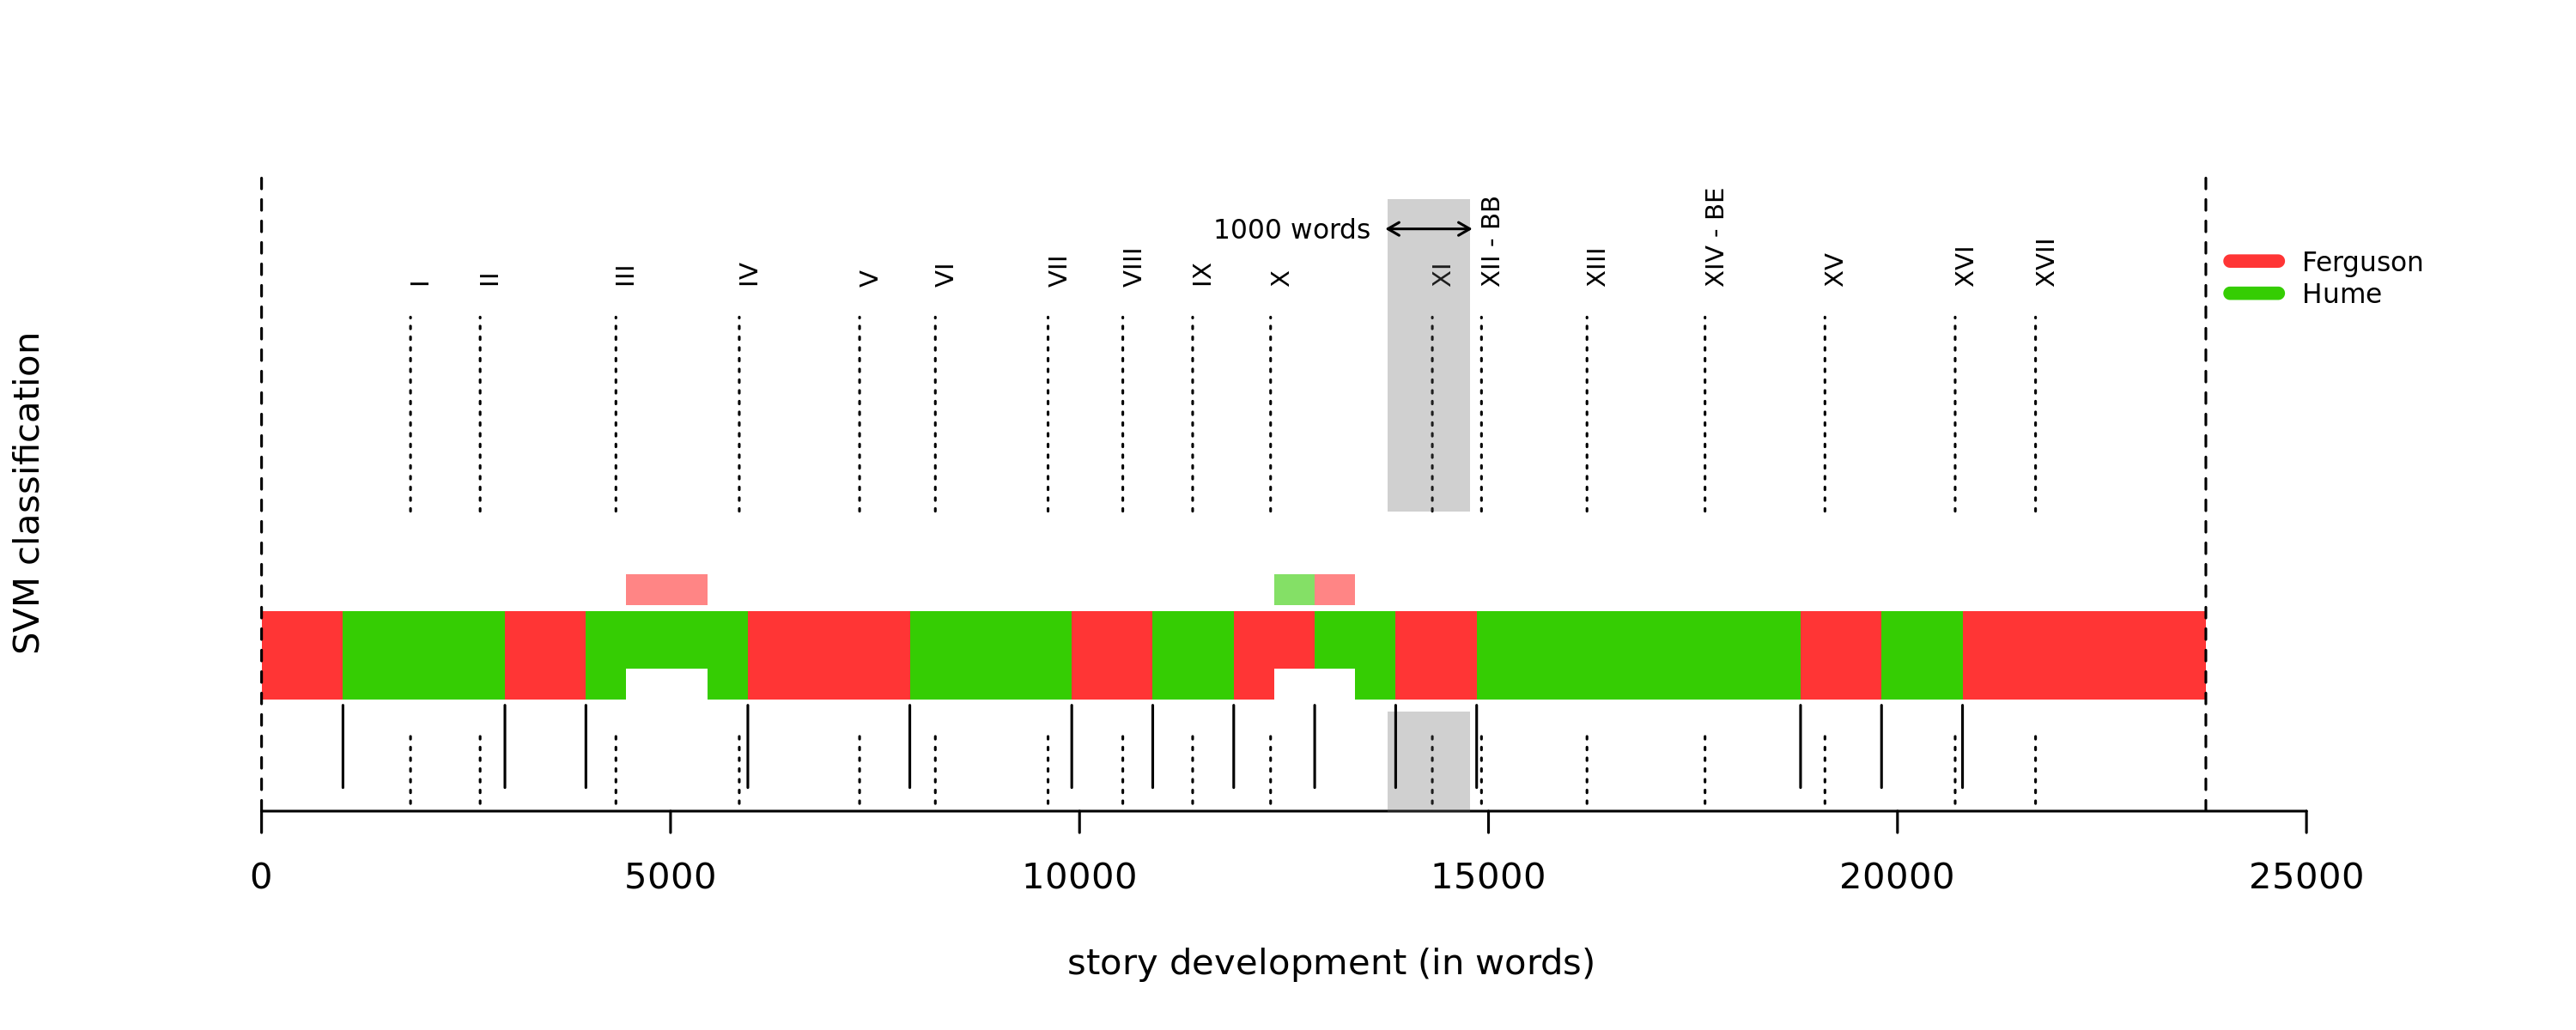 SVM classification
I
II
III
IV
V
VI
VII
VIII
IX
X
XI
XII - BB
XIII
XIV - BE
XV
XVI
XVII
1000 words
Ferguson
Hume
0
5000
10000
15000
20000
25000
story development (in words)